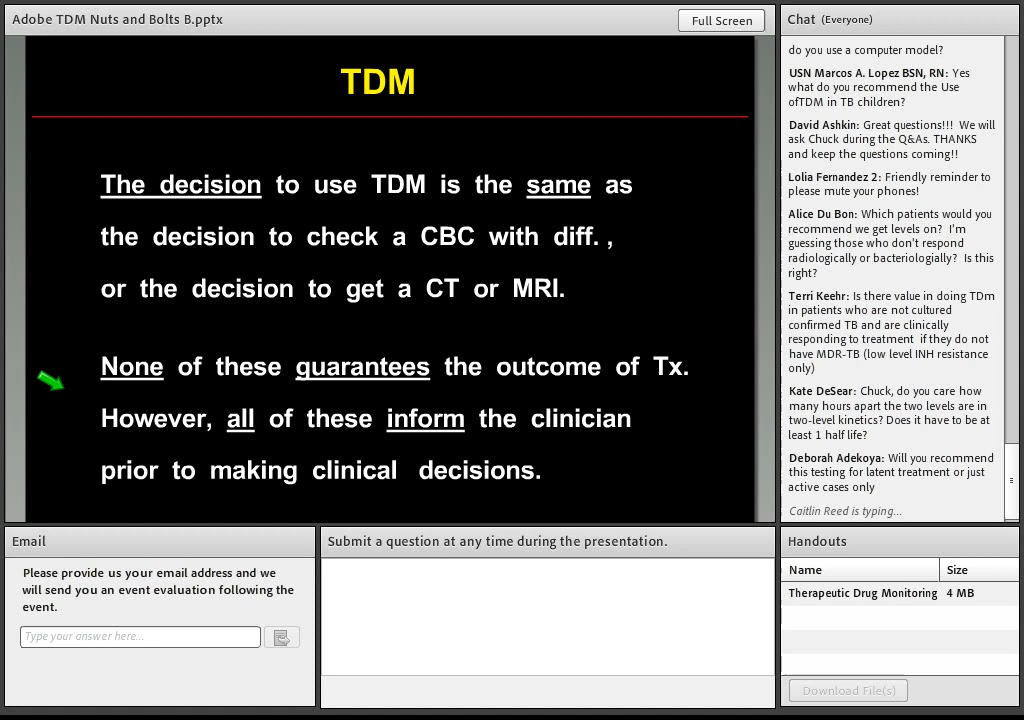 Adobe TDM Nuts and Bolts B.pptx
Full Screen
TDM
The decision to use TDM is the same as
the decision to check a CBC with diff. ,
or the decision to get a CT or MRI.
None of these guarantees the outcome of Tx.
However, all of these inform the clinician
prior to making clinical decisions.
Chat (Everyone)
do you use a computer model?
USN Marcos A. Lopez BSN, RN: Yes
what do you recommend the Use
ofTDM in TB children?
David Ashkin: Great questions!!! We will
ask Chuck during the Q&As. THANKS
and keep the questions coming!!
Lolia Fernandez 2: Friendly reminder to
please mute your phones!
Alice Du Bon: Which patients would you
recommend we get levels on? I'm
guessing those who don't respond
radiologically or bacteriologially? Is this
right?
Terri Keehr: Is there value in doing TDm
in patients who are not cultured
confirmed TB and are clinically
responding to treatment if they do not
have MDR-TB (low level INH resistance
only)
Kate DeSear: Chuck, do you care how
many hours apart the two levels are in
two-level kinetics? Does it have to be at
least 1 half life?
Deborah Adekoya: Will you recommend
this testing for latent treatment or just
active cases only
Caitlin Reed is typing...
Email
Please provide us your email address and we
will send you an event evaluation following the
event.
Type your answer here...
Submit a question at any time during the presentation.
Handouts
Name Size
Therapeutic Drug Monitoring 4 MB
Download File(s)